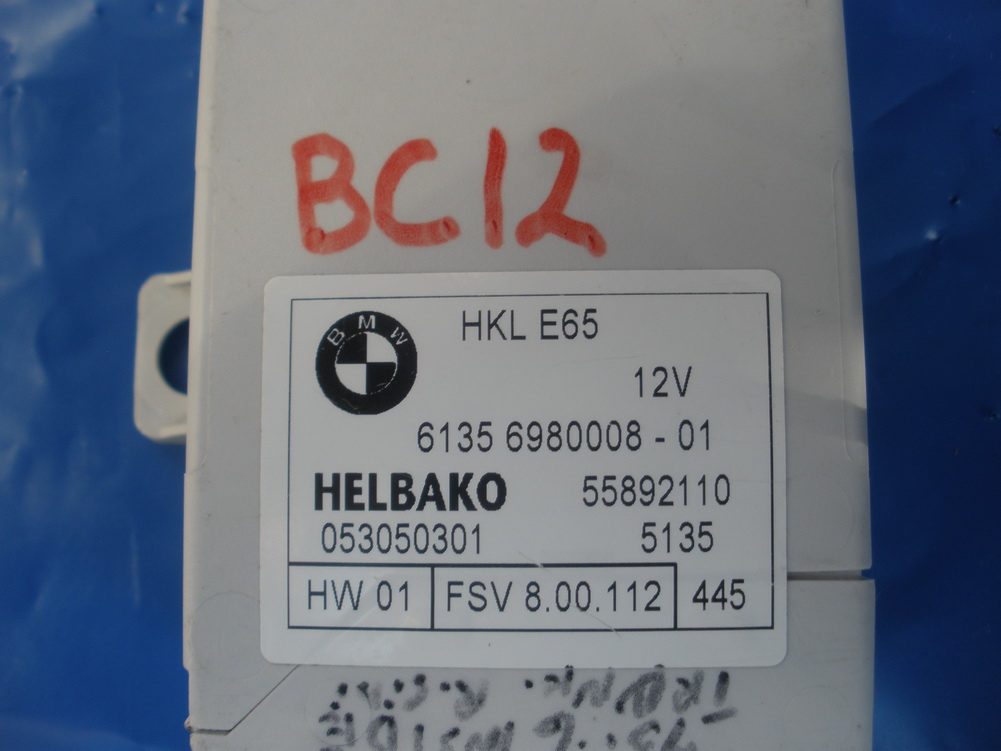 BC12
BMW
HKL E65
12V
6135 6980008 - 01
HELBAKO 55892110
053050301 5135
HW 01 FSV 8.00.112 445
TRUNK.